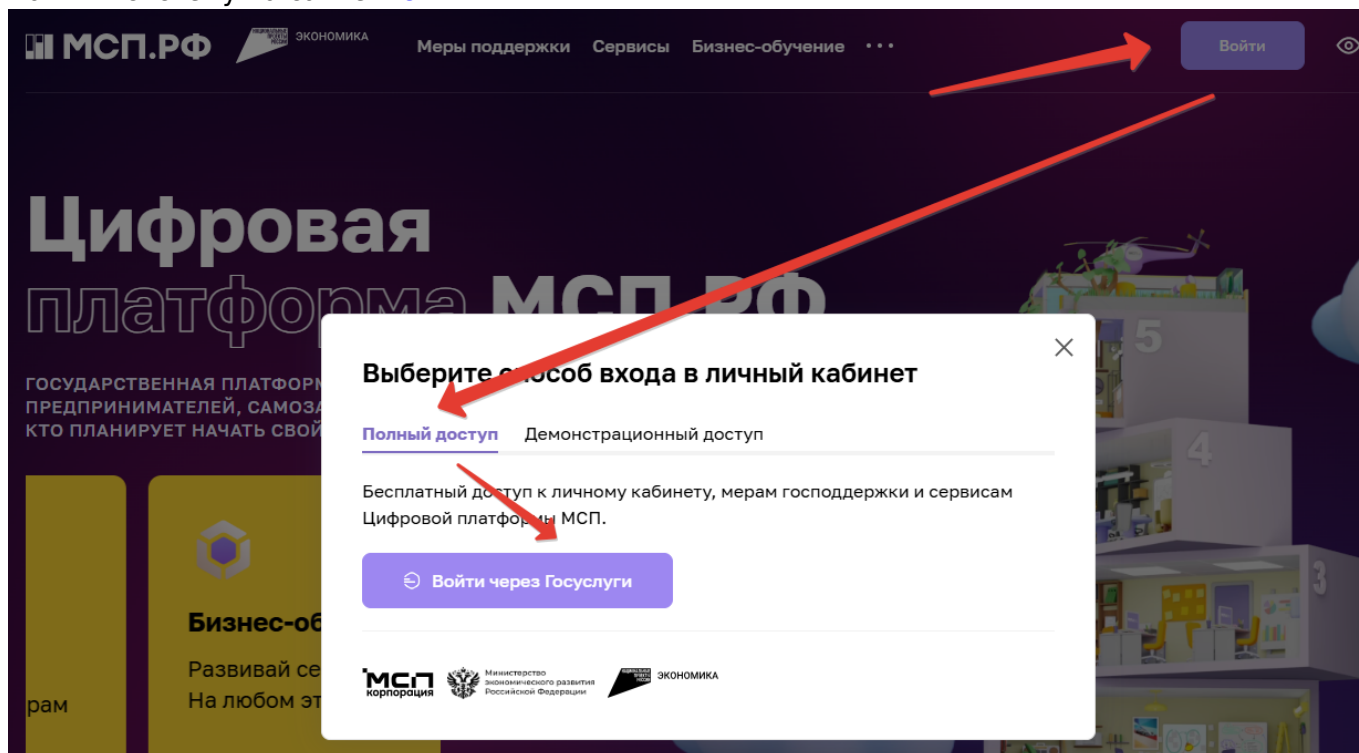 МСП.РФ
НАЦИОНАЛЬНЫЕ ПРОЕКТЫ РОССИИ
ЭКОНОМИКА
Меры поддержки Сервисы Бизнес-обучение ···
Войти
Цифровая
платформа МСП.РФ
ГОСУДАРСТВЕННАЯ ПЛАТФОРМ
ПРЕДПРИНИМАТЕЛЕЙ, САМОЗА
КТО ПЛАНИРУЕТ НАЧАТЬ СВОЙ
5
4
3
Выберите способ входа в личный кабинет
Полный доступ Демонстрационный доступ
Бесплатный доступ к личному кабинету, мерам господдержки и сервисам
Цифровой платформы МСП.
Войти через Госуслуги
Бизнес-об
Развивай се
На любом эт
рам
МСП
корпорация
Министерство
экономического развития
Российской Федерации
ЭКОНОМИКА